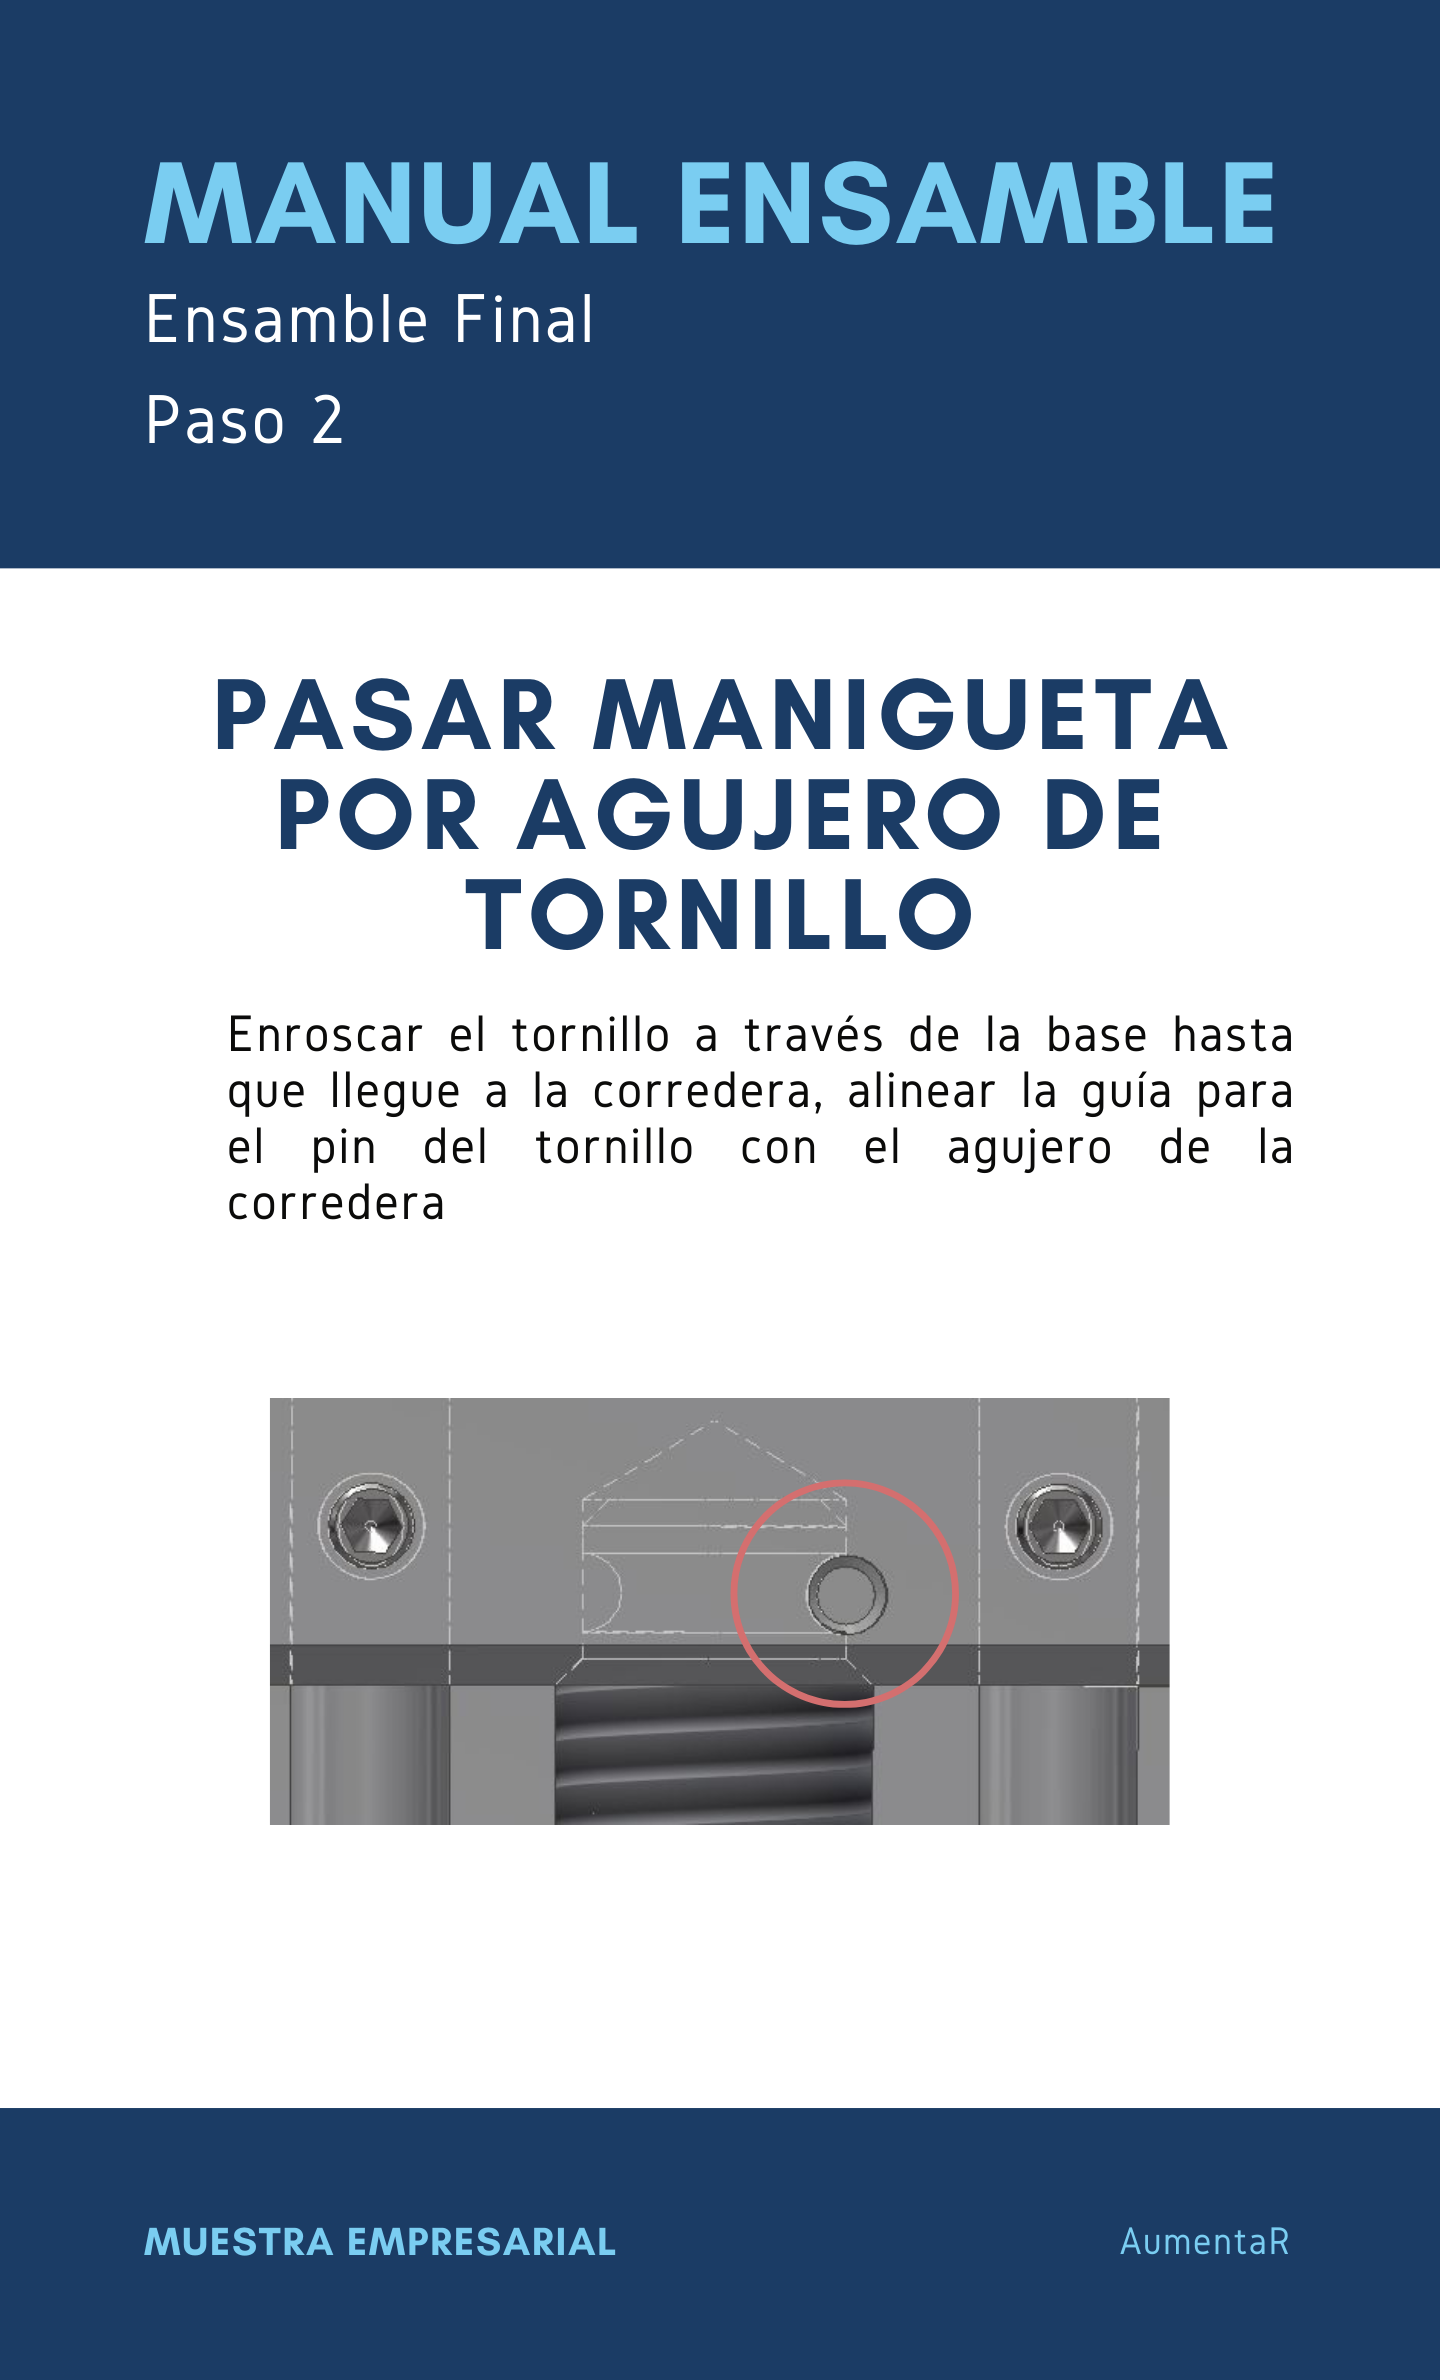 MANUAL ENSAMBLE
Ensamble Final
Paso 2
PASAR MANIGUETA
POR AGUJERO DE
TORNILLO
Enroscar el tornillo a través de la base hasta
que llegue a la corredera, alinear la guía para
el pin del tornillo con el agujero de la
corredera
MUESTRA EMPRESARIAL
AumentaR